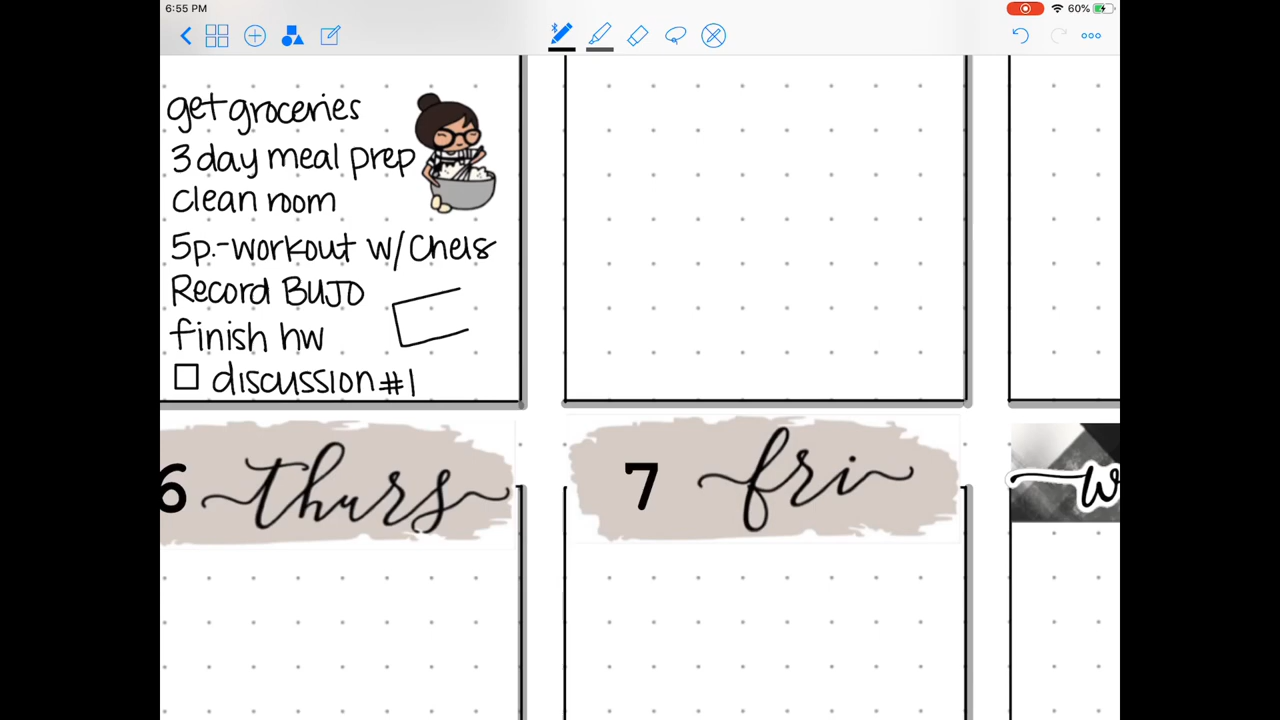 6:55 PM
60%
get groceries
3 day meal prep
clean room
5p.-workout w/Chels
Record BUJO
finish hw
discussion #1
6 thurs
7 fri